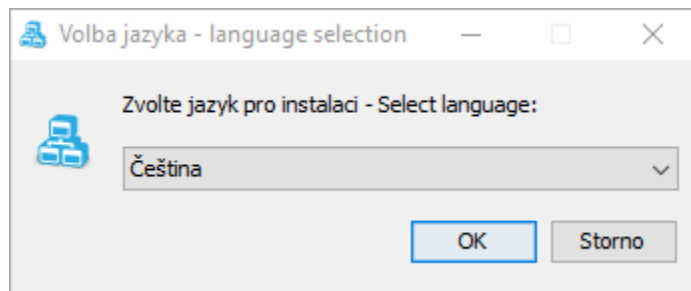 Volba jazyka - language selection
Zvolte jazyk pro instalaci - Select language:
Čeština
OK Storno